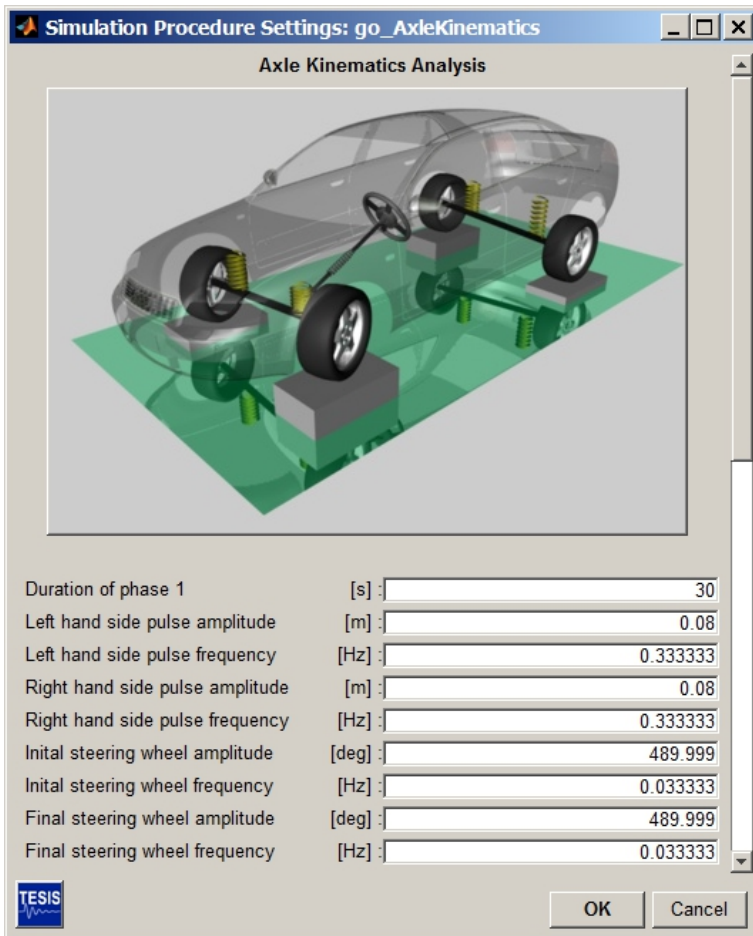 Simulation Procedure Settings: go_AxleKinematics
Axle Kinematics Analysis
Duration of phase 1 [s] : 30
Left hand side pulse amplitude [m] : 0.08
Left hand side pulse frequency [Hz] : 0.333333
Right hand side pulse amplitude [m] : 0.08
Right hand side pulse frequency [Hz] : 0.333333
Inital steering wheel amplitude [deg] : 489.999
Inital steering wheel frequency [Hz] : 0.033333
Final steering wheel amplitude [deg] : 489.999
Final steering wheel frequency [Hz] : 0.033333
TESIS OK Cancel